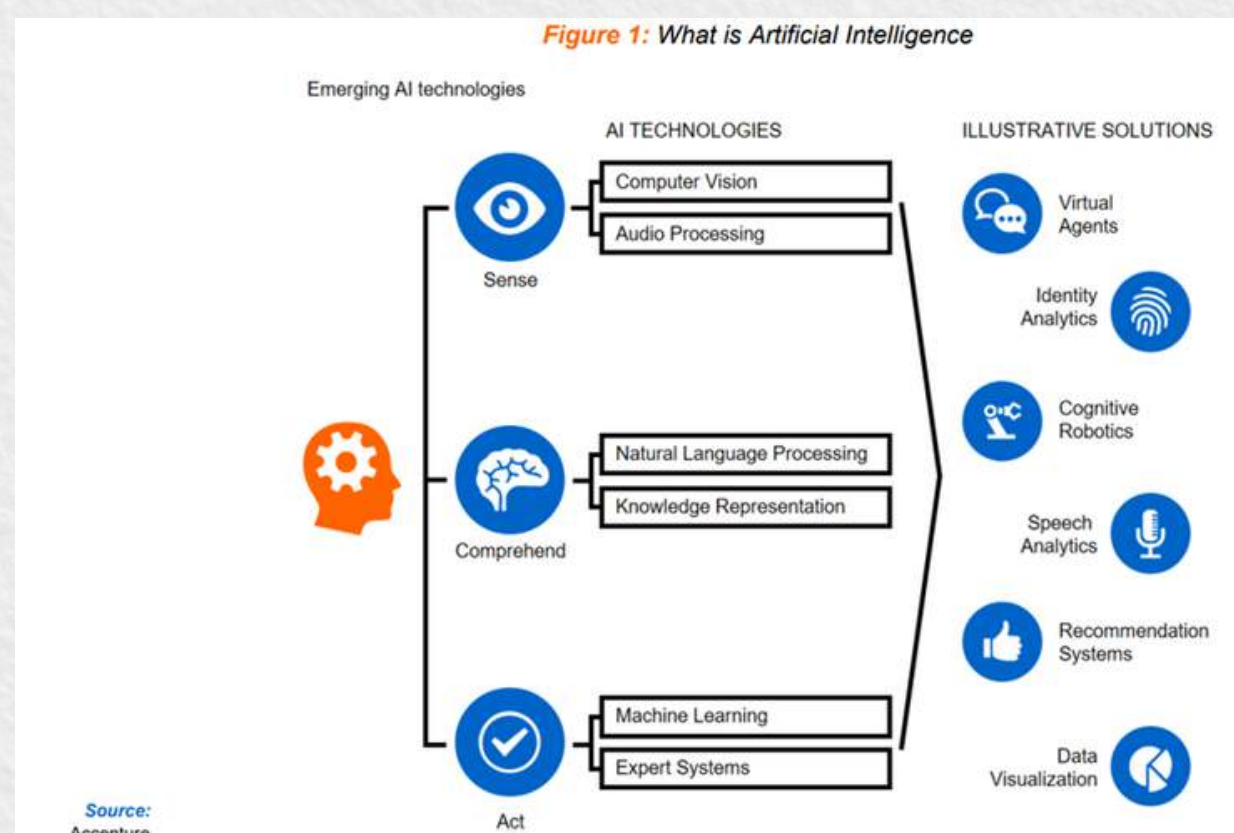 Figure 1: What is Artificial Intelligence
Emerging AI technologies
AI TECHNOLOGIES
ILLUSTRATIVE SOLUTIONS
Computer Vision
Audio Processing
Sense
Natural Language Processing
Knowledge Representation
Comprehend
Machine Learning
Expert Systems
Act
Virtual
Agents
Identity
Analytics
Cognitive
Robotics
Speech
Analytics
Recommendation
Systems
Data
Visualization
Source:
Accenture